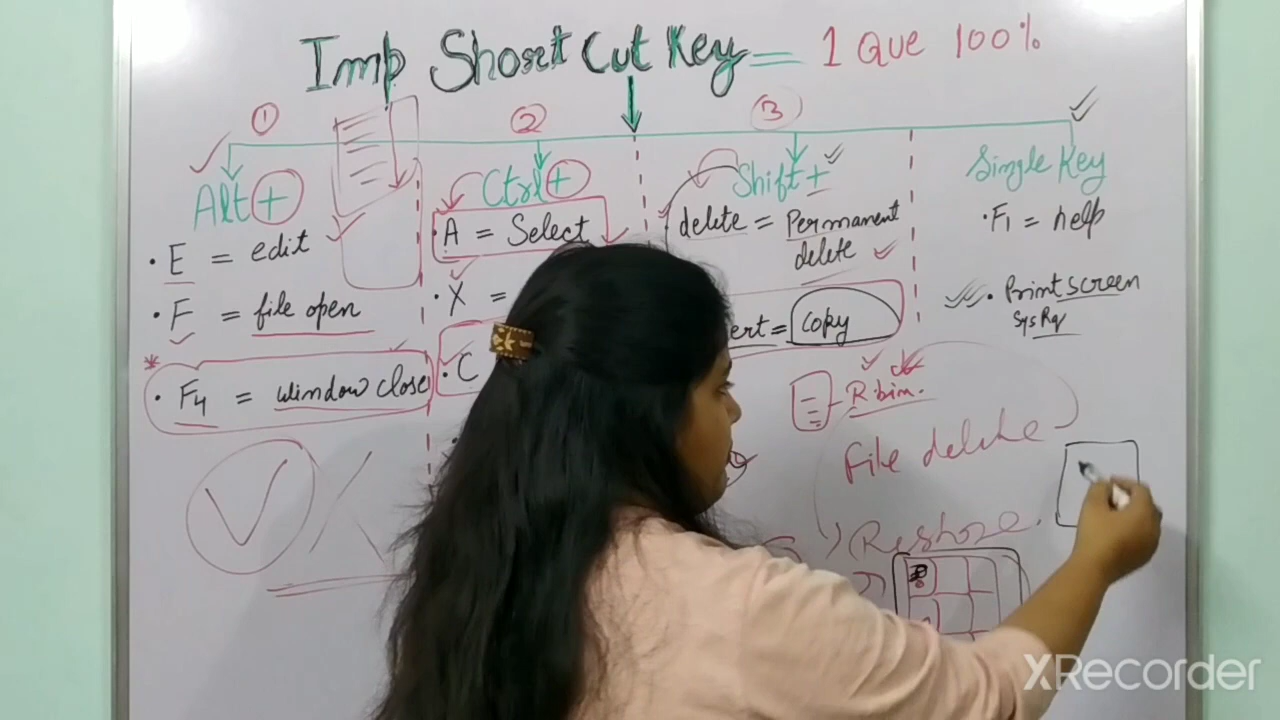 Imp Short Cut Key = 1 Que 100%
1 2 3
Alt + Ctrl + Shift + Single Key
· E = edit
· F = file open
* · F4 = window close
· A = Select
· X =
· C
delete = Permanent
delete
ert = copy
· F1 = help
· Print screen
Sys Rq
R.bin.
File delete
Restore.
XRecorder